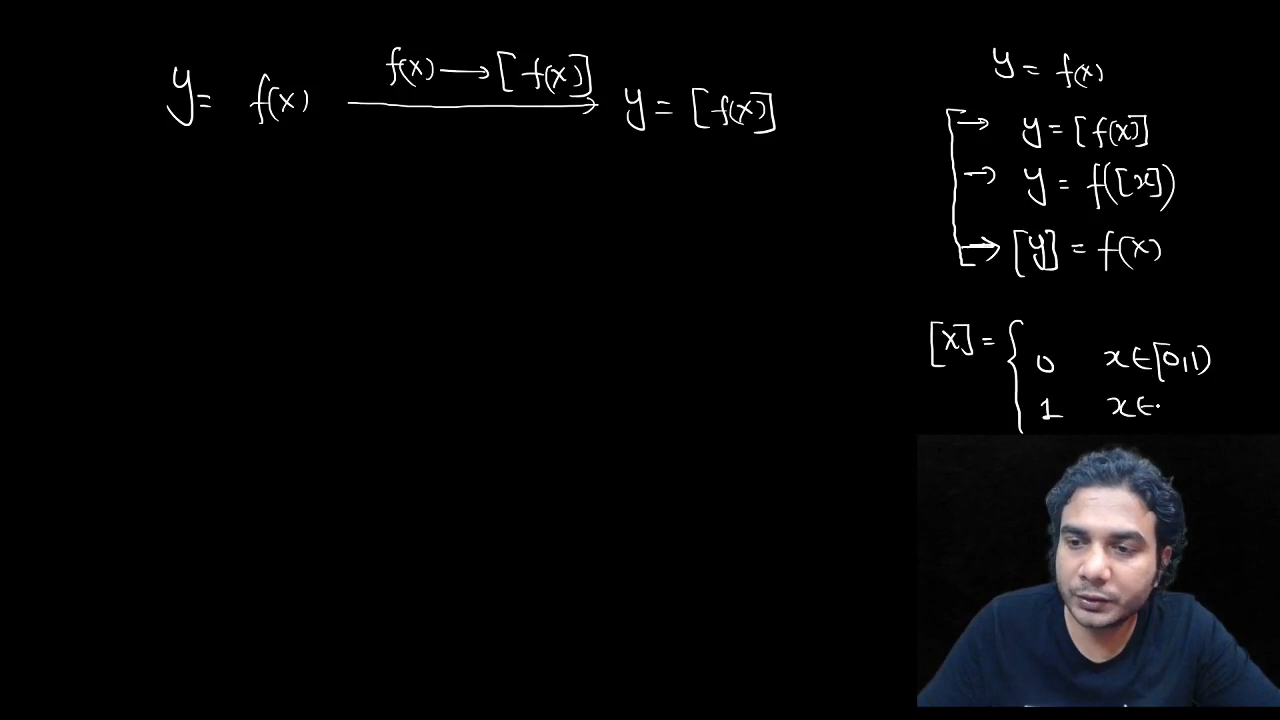 y = f(x) f(x) → [f(x)] y = [f(x)]
y = f(x)
→ y = [f(x)]
→ y = f([x])
→ [y] = f(x)
[x] = { 0 x∈[0,1)
1 x∈.